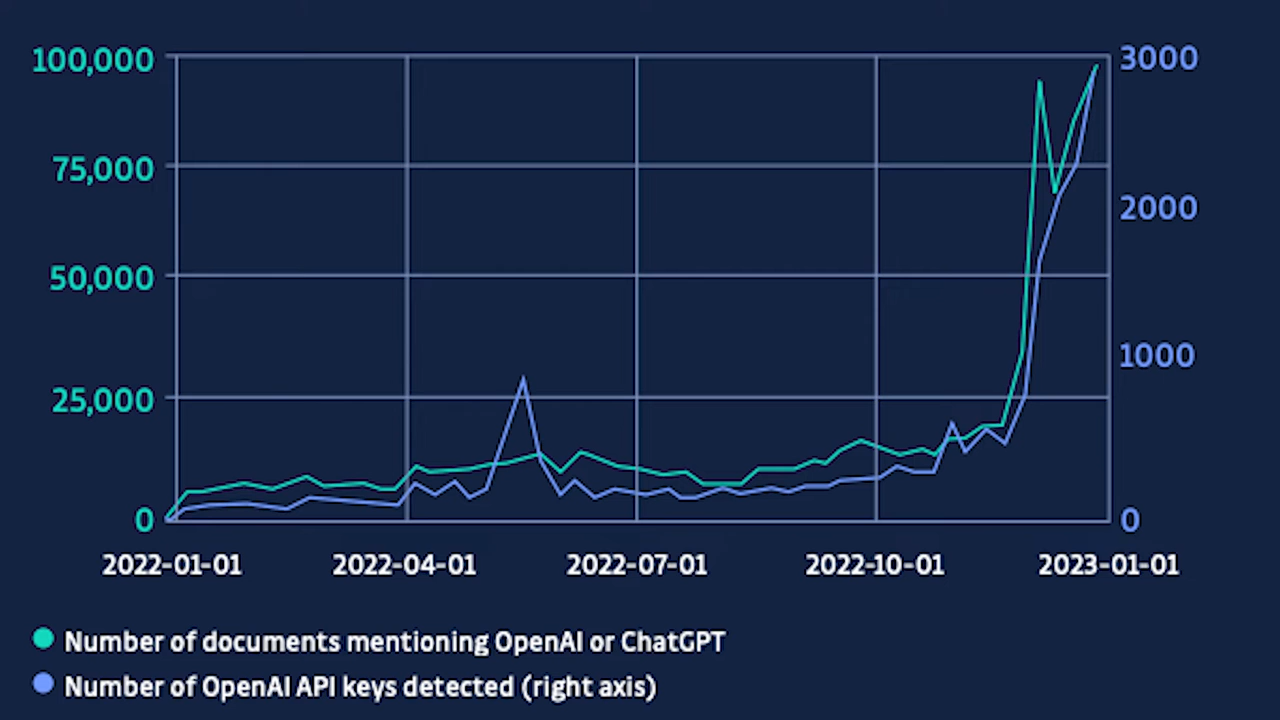 100,000 3000
75,000
2000
50,000
1000
25,000
0 0
2022-01-01 2022-04-01 2022-07-01 2022-10-01 2023-01-01
Number of documents mentioning OpenAI or ChatGPT
Number of OpenAI API keys detected (right axis)